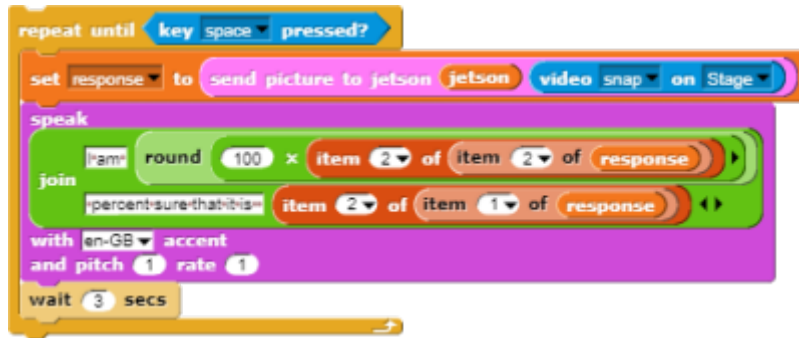 repeat until key space pressed?
set response to send picture to jetson jetson video snap on Stage
speak
I am round 100 × item 2 of item 2 of response
join
percent sure that it is item 2 of item 1 of response
with en-GB accent
and pitch 1 rate 1
wait 3 secs